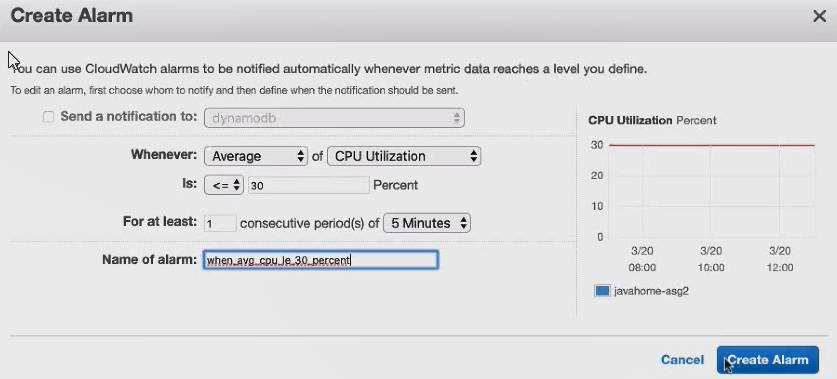 Create Alarm
×
You can use CloudWatch alarms to be notified automatically whenever metric data reaches a level you define.
To edit an alarm, first choose whom to notify and then define when the notification should be sent.
Send a notification to: dynamodb
Whenever: Average of CPU Utilization
Is: <= 30 Percent
For at least: 1 consecutive period(s) of 5 Minutes
Name of alarm: when_avg_cpu_le_30_percent
CPU Utilization Percent
30
20
10
0
3/20 3/20 3/20
08:00 10:00 12:00
javahome-asg2
Cancel Create Alarm